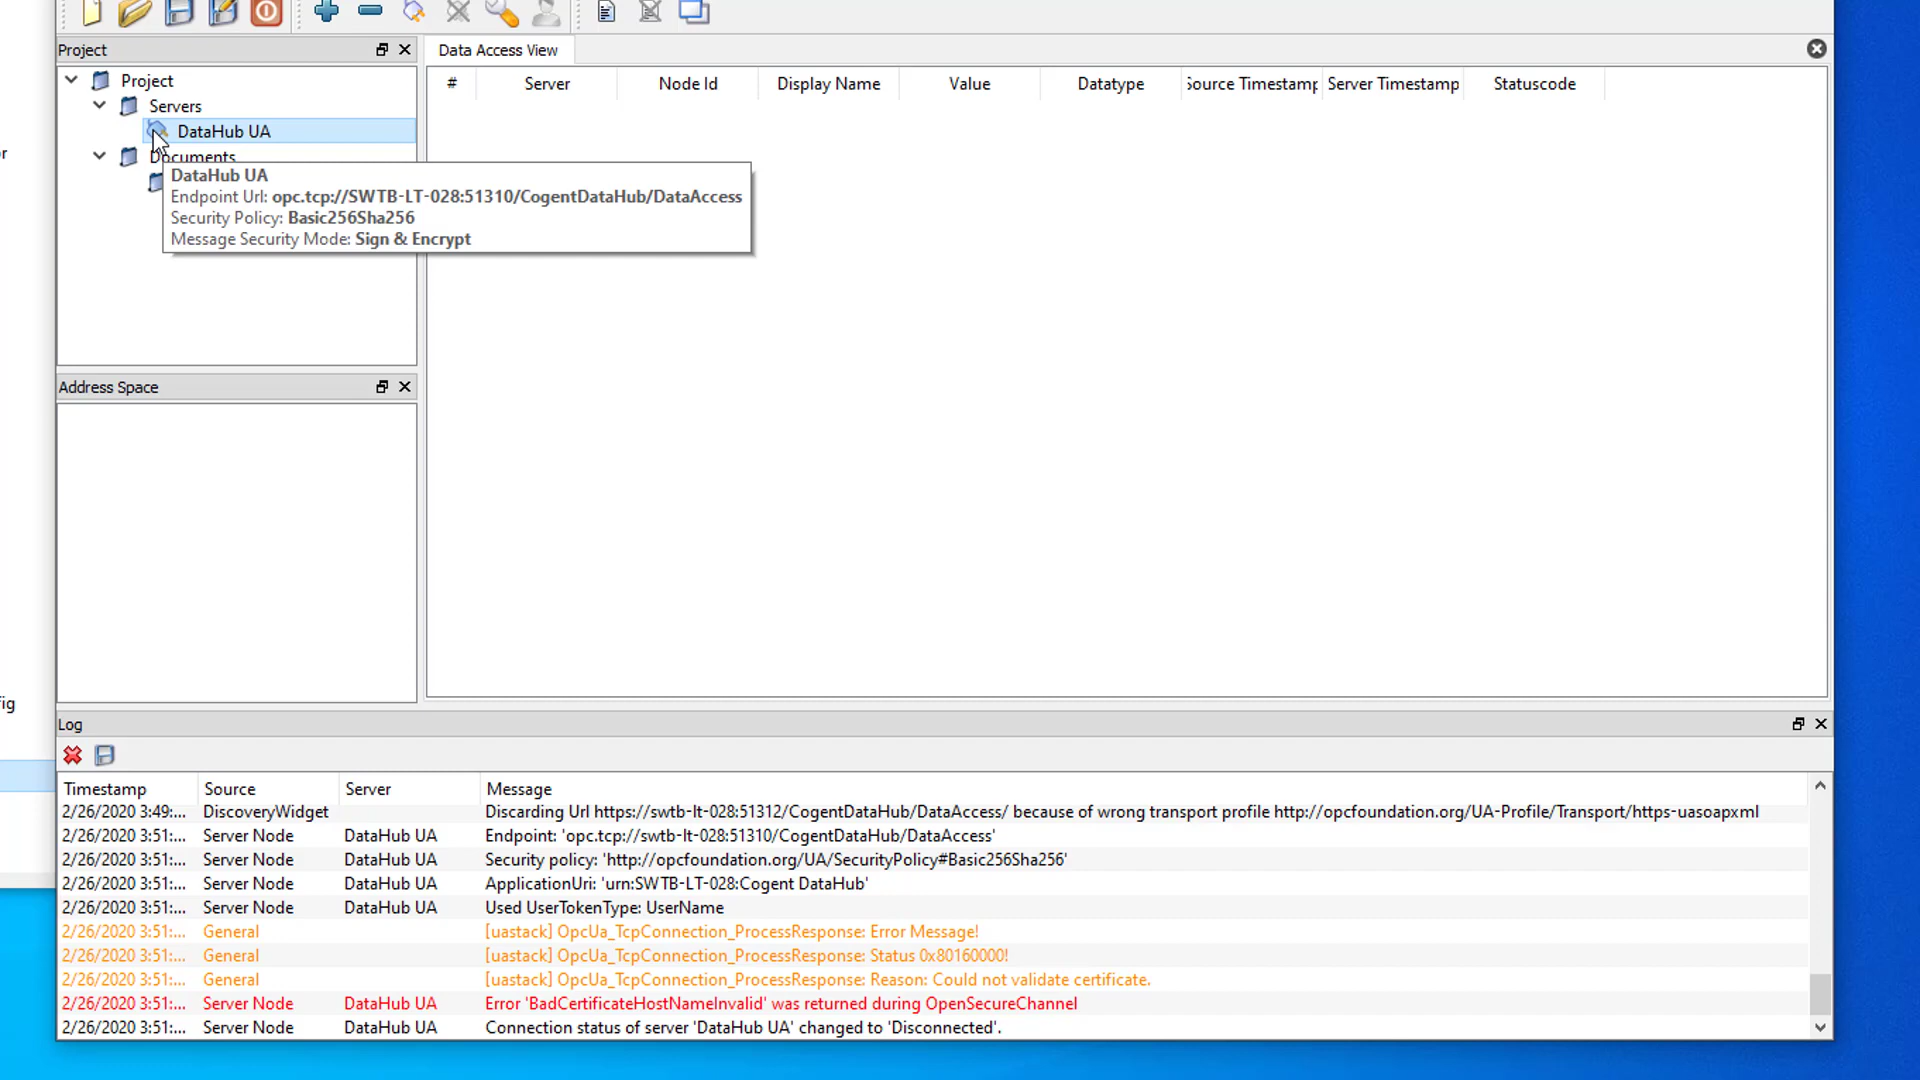 Project
Data Access View
Project
Servers
DataHub UA
Documents
DataHub UA
Endpoint Url: opc.tcp://SWTB-LT-028:51310/CogentDataHub/DataAccess
Security Policy: Basic256Sha256
Message Security Mode: Sign & Encrypt
# Server Node Id Display Name Value Datatype Source Timestamp Server Timestamp Statuscode
Address Space
Log
Timestamp Source Server Message
2/26/2020 3:49:... DiscoveryWidget Discarding Url https://swtb-lt-028:51312/CogentDataHub/DataAccess/ because of wrong transport profile http://opcfoundation.org/UA-Profile/Transport/https-uasoapxml
2/26/2020 3:51:... Server Node DataHub UA Endpoint: 'opc.tcp://swtb-lt-028:51310/CogentDataHub/DataAccess'
2/26/2020 3:51:... Server Node DataHub UA Security policy: 'http://opcfoundation.org/UA/SecurityPolicy#Basic256Sha256'
2/26/2020 3:51:... Server Node DataHub UA ApplicationUri: 'urn:SWTB-LT-028:Cogent DataHub'
2/26/2020 3:51:... Server Node DataHub UA Used UserTokenType: UserName
2/26/2020 3:51:... General [uastack] OpcUa_TcpConnection_ProcessResponse: Error Message!
2/26/2020 3:51:... General [uastack] OpcUa_TcpConnection_ProcessResponse: Status 0x80160000!
2/26/2020 3:51:... General [uastack] OpcUa_TcpConnection_ProcessResponse: Reason: Could not validate certificate.
2/26/2020 3:51:... Server Node DataHub UA Error 'BadCertificateHostNameInvalid' was returned during OpenSecureChannel
2/26/2020 3:51:... Server Node DataHub UA Connection status of server 'DataHub UA' changed to 'Disconnected'.